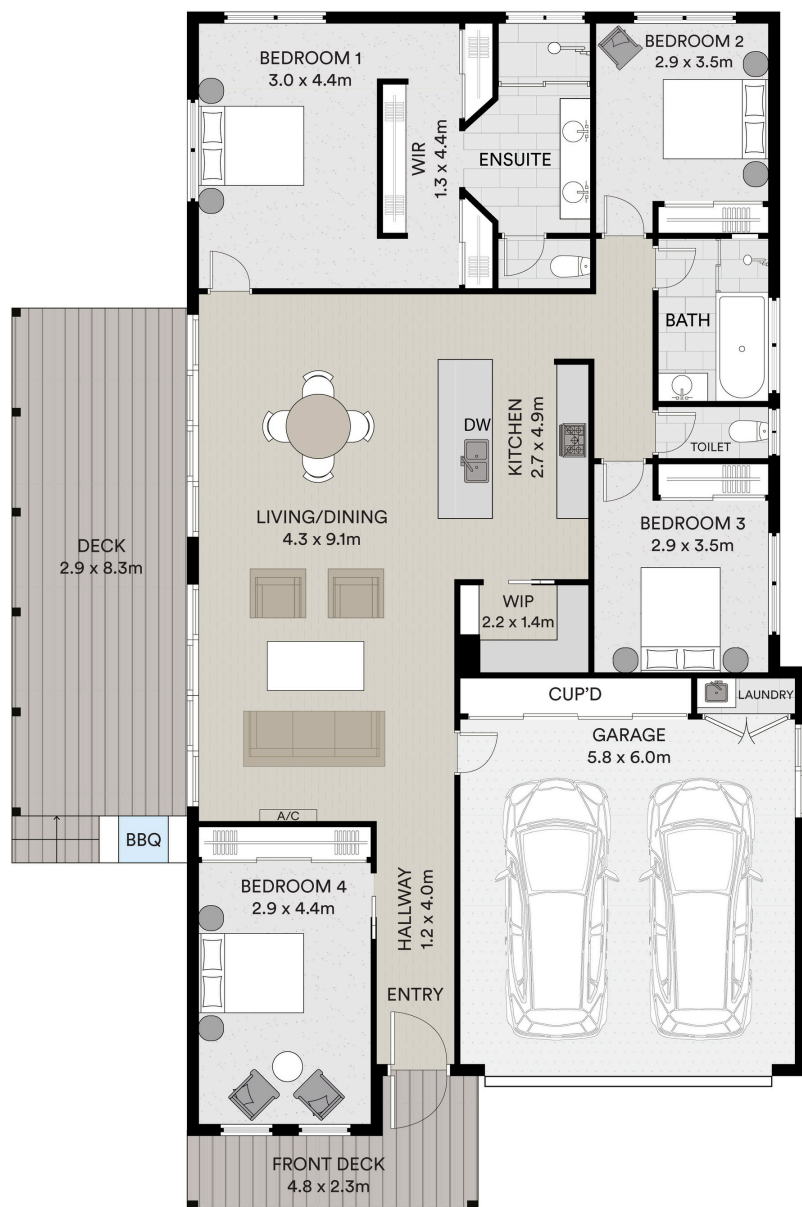 BEDROOM 1
3.0 x 4.4m
WIR
1.3 x 4.4m
ENSUITE
BEDROOM 2
2.9 x 3.5m
BATH
TOILET
KITCHEN
2.7 x 4.9m
DW
LIVING/DINING
4.3 x 9.1m
DECK
2.9 x 8.3m
BEDROOM 3
2.9 x 3.5m
WIP
2.2 x 1.4m
CUP'D
LAUNDRY
GARAGE
5.8 x 6.0m
A/C
BBQ
BEDROOM 4
2.9 x 4.4m
HALLWAY
1.2 x 4.0m
ENTRY
FRONT DECK
4.8 x 2.3m